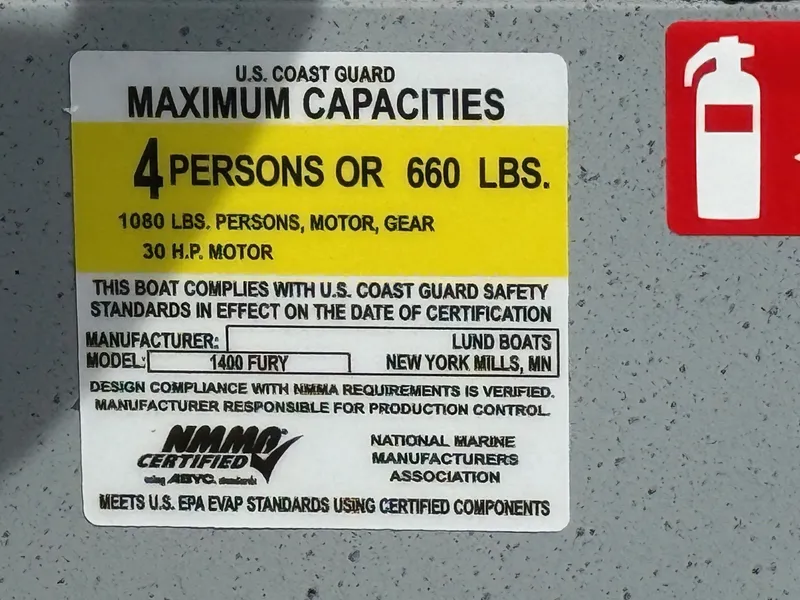 U.S. COAST GUARD
MAXIMUM CAPACITIES
4 PERSONS OR 660 LBS.
1080 LBS. PERSONS, MOTOR, GEAR
30 H.P. MOTOR
THIS BOAT COMPLIES WITH U.S. COAST GUARD SAFETY
STANDARDS IN EFFECT ON THE DATE OF CERTIFICATION
MANUFACTURER: LUND BOATS
MODEL: 1400 FURY NEW YORK MILLS, MN
DESIGN COMPLIANCE WITH NMMA REQUIREMENTS IS VERIFIED.
MANUFACTURER RESPONSIBLE FOR PRODUCTION CONTROL.
NMMA
CERTIFIED
using ABYC standards
NATIONAL MARINE
MANUFACTURERS
ASSOCIATION
MEETS U.S. EPA EVAP STANDARDS USING CERTIFIED COMPONENTS